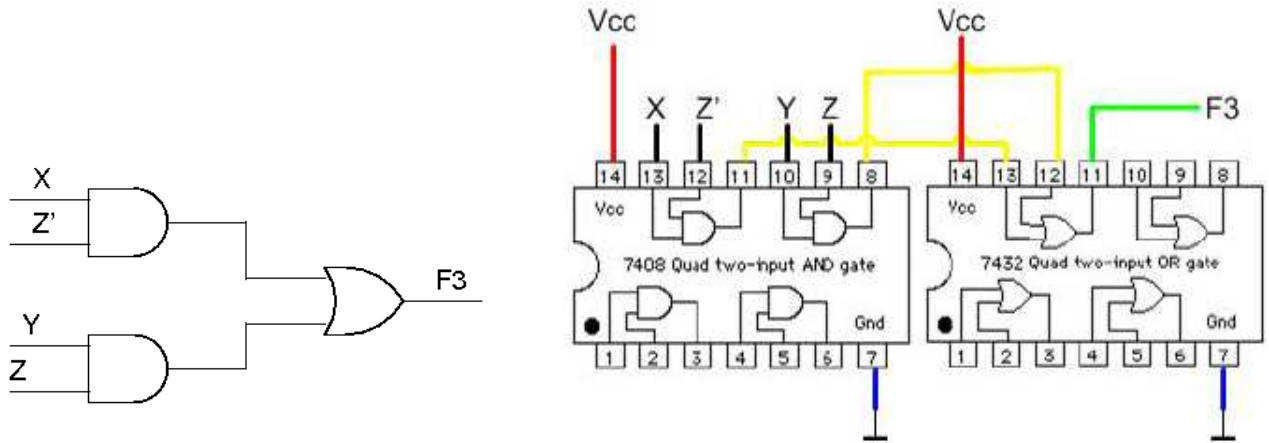 X
Z'
Y
Z
F3
Vcc
Vcc
X Z' Y Z
F3
14 13 12 11 10 9 8
Vcc
7408 Quad two-input AND gate
Gnd
1 2 3 4 5 6 7
14 13 12 11 10 9 8
Vcc
7432 Quad two-input OR gate
Gnd
1 2 3 4 5 6 7